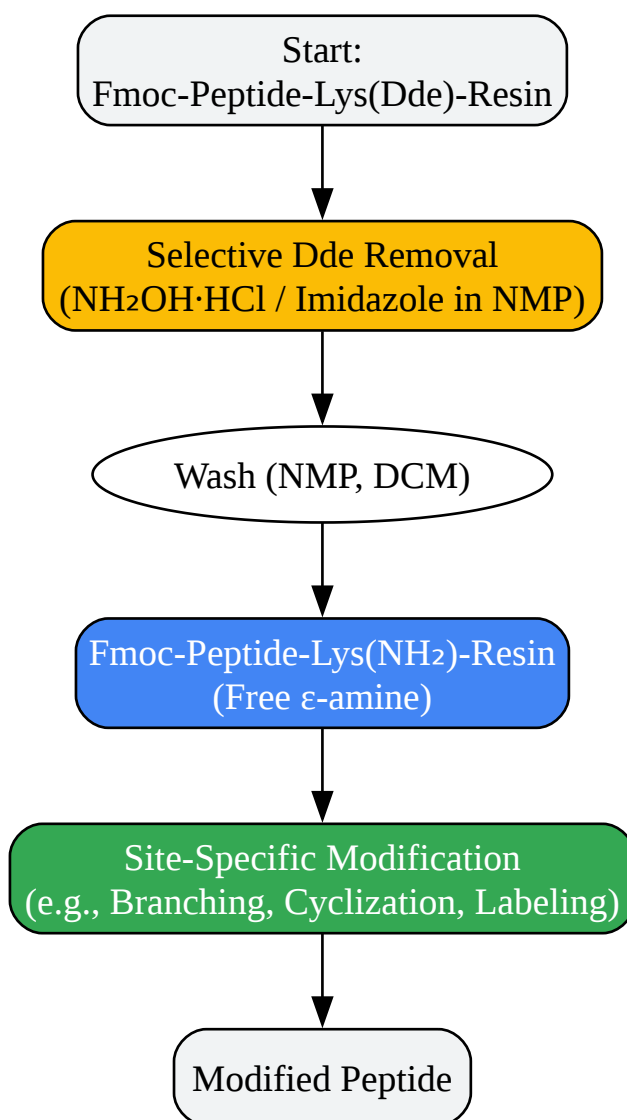 Start:
Fmoc-Peptide-Lys(Dde)-Resin
Selective Dde Removal
(NH₂OH·HCl / Imidazole in NMP)
Wash (NMP, DCM)
Fmoc-Peptide-Lys(NH₂)-Resin
(Free ε-amine)
Site-Specific Modification
(e.g., Branching, Cyclization, Labeling)
Modified Peptide